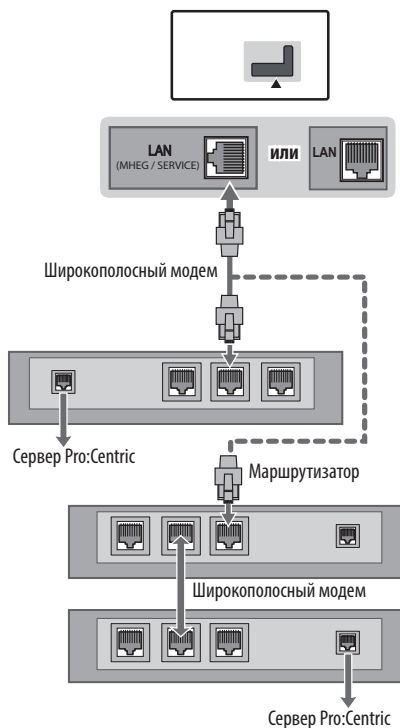 LAN
(MHEG / SERVICE)
или
LAN
Широкополосный модем
Сервер Pro:Centric
Маршрутизатор
Широкополосный модем
Сервер Pro:Centric